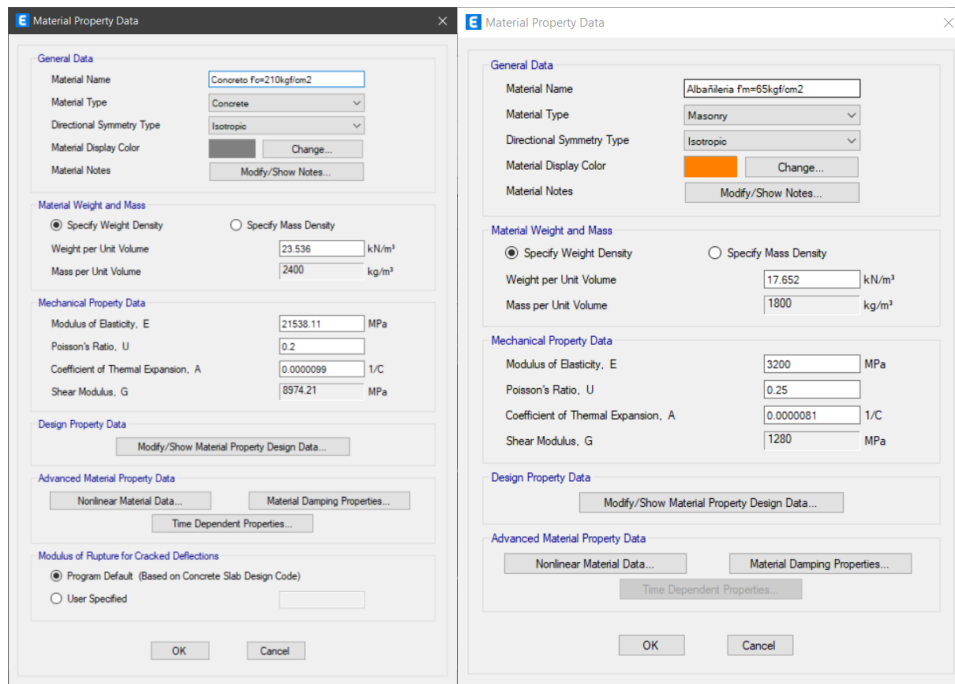 E Material Property Data
General Data
Material Name Concreto f'c=210kgf/cm2
Material Type Concrete
Directional Symmetry Type Isotropic
Material Display Color Change...
Material Notes Modify/Show Notes...
Material Weight and Mass
Specify Weight Density Specify Mass Density
Weight per Unit Volume 23.536 kN/m³
Mass per Unit Volume 2400 kg/m³
Mechanical Property Data
Modulus of Elasticity, E 21538.11 MPa
Poisson's Ratio, U 0.2
Coefficient of Thermal Expansion, A 0.0000099 1/C
Shear Modulus, G 8974.21 MPa
Design Property Data
Modify/Show Material Property Design Data...
Advanced Material Property Data
Nonlinear Material Data... Material Damping Properties...
Time Dependent Properties...
Modulus of Rupture for Cracked Deflections
Program Default (Based on Concrete Slab Design Code)
User Specified
OK Cancel
E Material Property Data
General Data
Material Name Albañileria f'm=65kgf/cm2
Material Type Masonry
Directional Symmetry Type Isotropic
Material Display Color Change...
Material Notes Modify/Show Notes...
Material Weight and Mass
Specify Weight Density Specify Mass Density
Weight per Unit Volume 17.652 kN/m³
Mass per Unit Volume 1800 kg/m³
Mechanical Property Data
Modulus of Elasticity, E 3200 MPa
Poisson's Ratio, U 0.25
Coefficient of Thermal Expansion, A 0.0000081 1/C
Shear Modulus, G 1280 MPa
Design Property Data
Modify/Show Material Property Design Data...
Advanced Material Property Data
Nonlinear Material Data... Material Damping Properties...
Time Dependent Properties...
OK Cancel